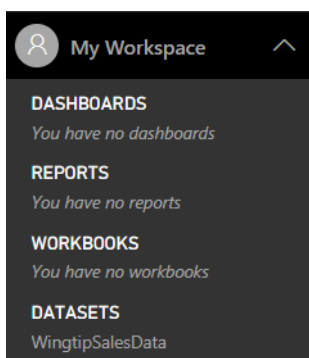 My Workspace
DASHBOARDS
You have no dashboards
REPORTS
You have no reports
WORKBOOKS
You have no workbooks
DATASETS
WingtipSalesData